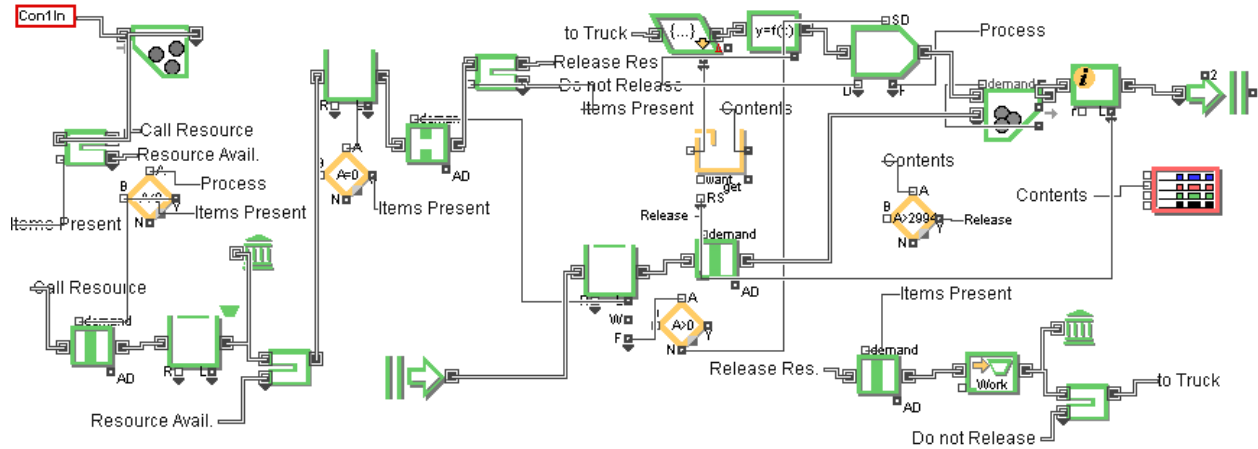 Con1In
to Truck
{...}
y=f(x)
SD
Process
Release Res
Do not Release
Items Present
Contents
demand
2
Call Resource
Resource Avail.
A
B
Process
Y
N
Items Present
Items Present
R
L
A
A=0
N
Items Present
demand
AD
U
F
r
L
want
get
RS
Release
demand
AD
Contents
A
B
A>2994
Y
N
Release
Contents
Call Resource
demand
AD
R
L
Resource Avail.
W
F
A
A>0
Y
N
Items Present
Release Res.
demand
AD
Work
to Truck
Do not Release